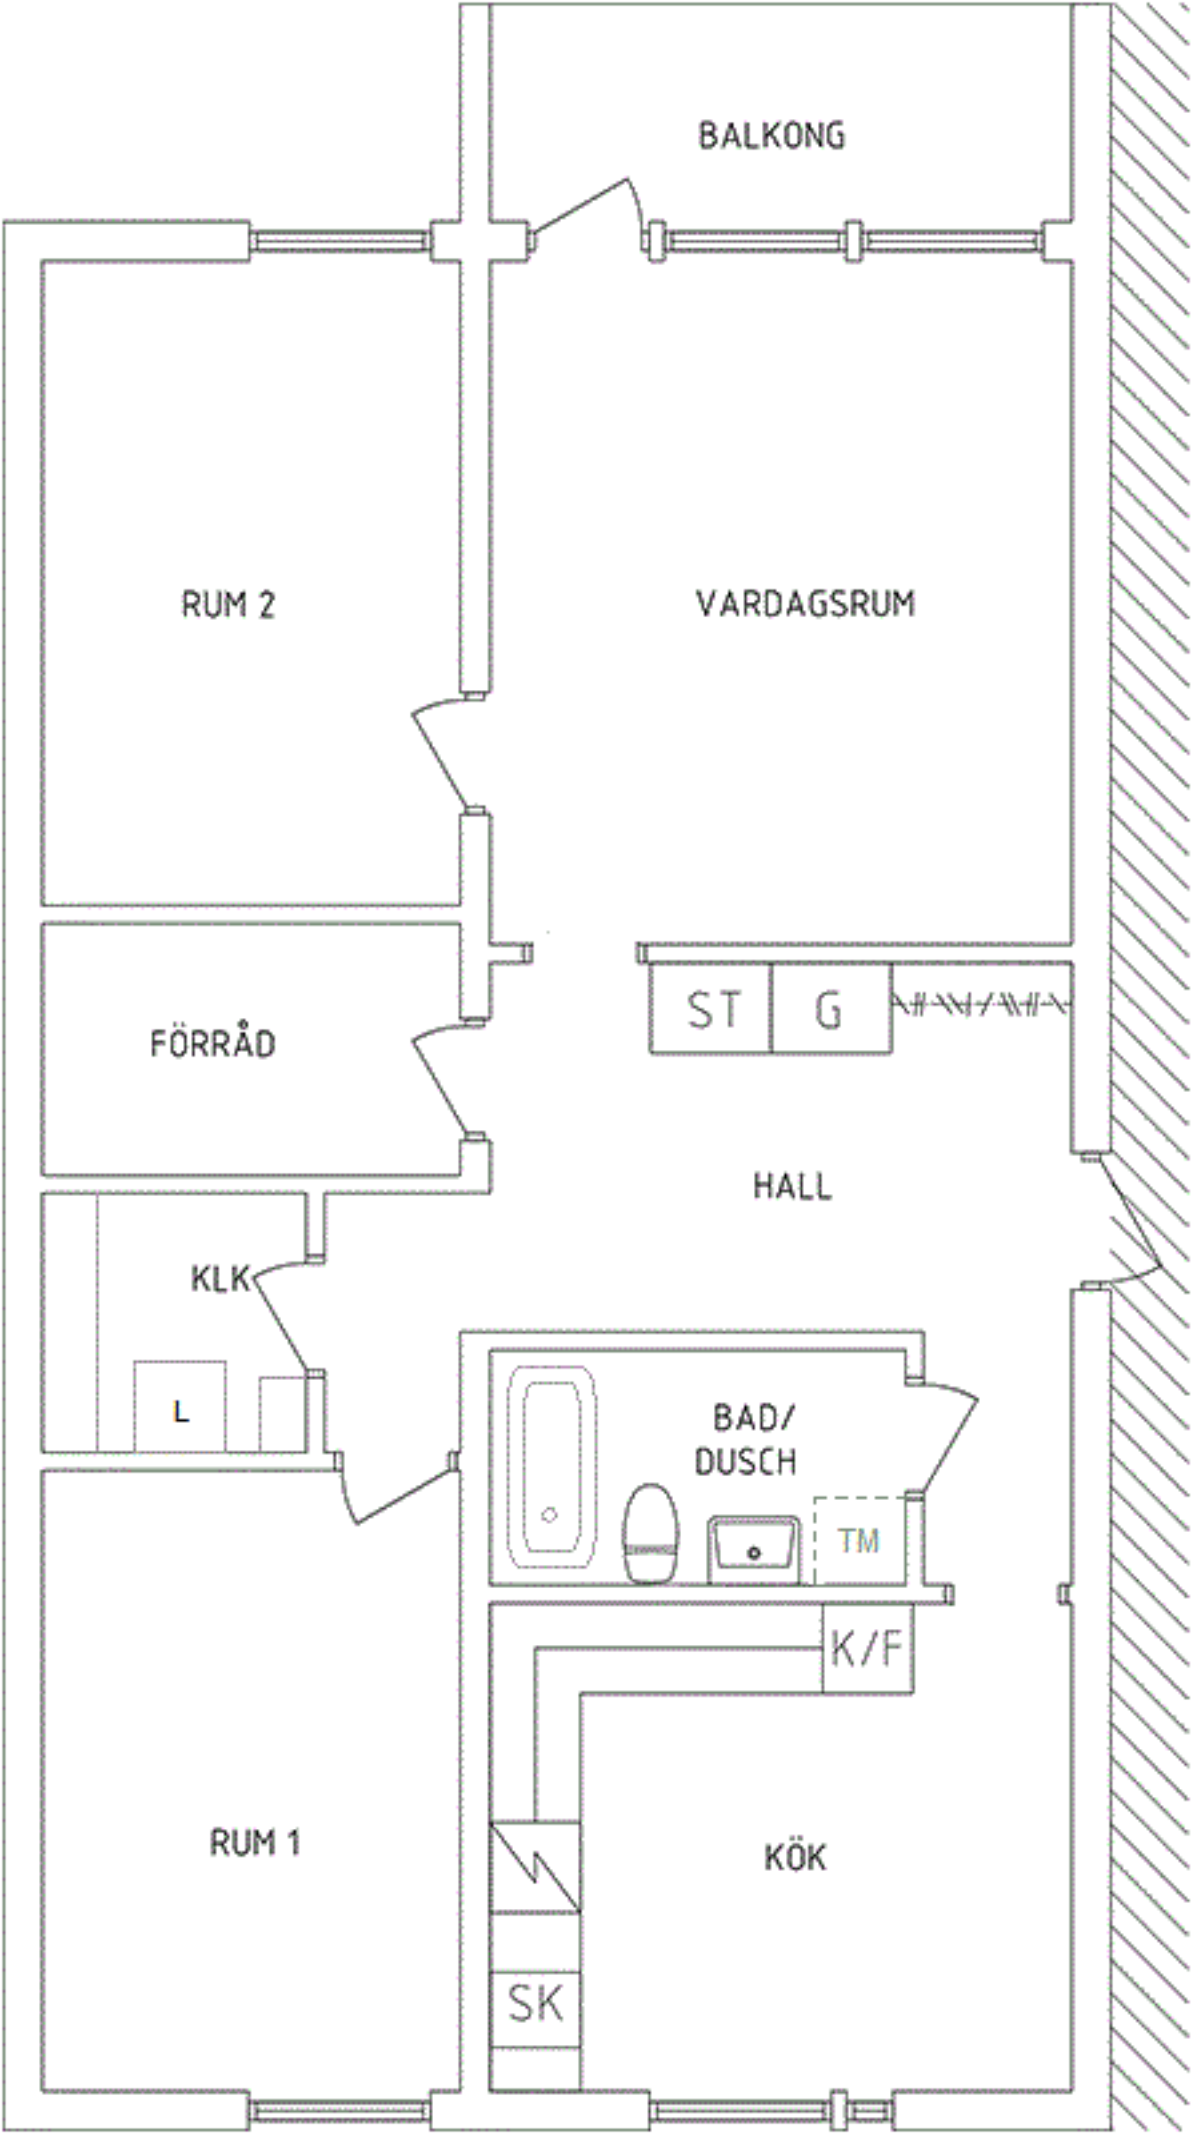 BALKONG
RUM 2
VARDAGSRUM
ST
G
FÖRRÅD
HALL
KLK
L
BAD/
DUSCH
TM
K/F
RUM 1
KÖK
SK